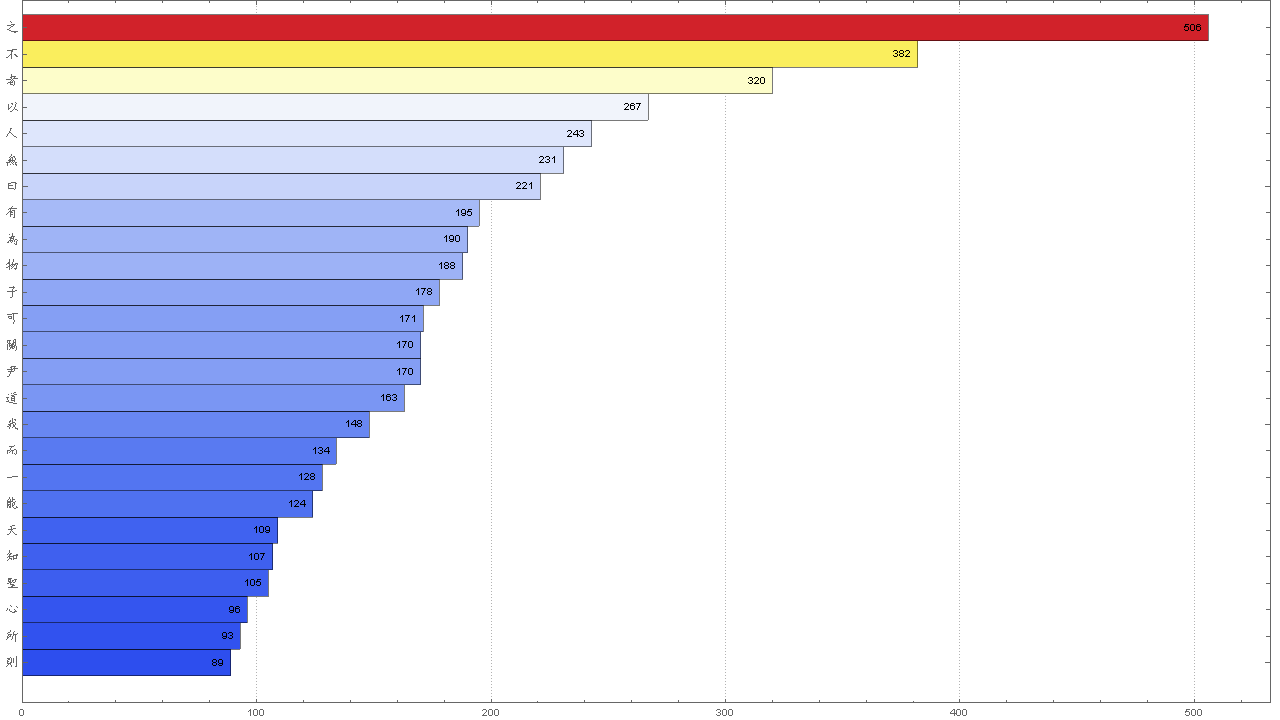 之 506
不 382
者 320
以 267
人 243
無 231
曰 221
有 195
為 190
物 188
子 178
可 171
關 170
尹 170
道 163
我 148
而 134
一 128
能 124
天 109
知 107
聖 105
心 96
所 93
則 89
0 100 200 300 400 500